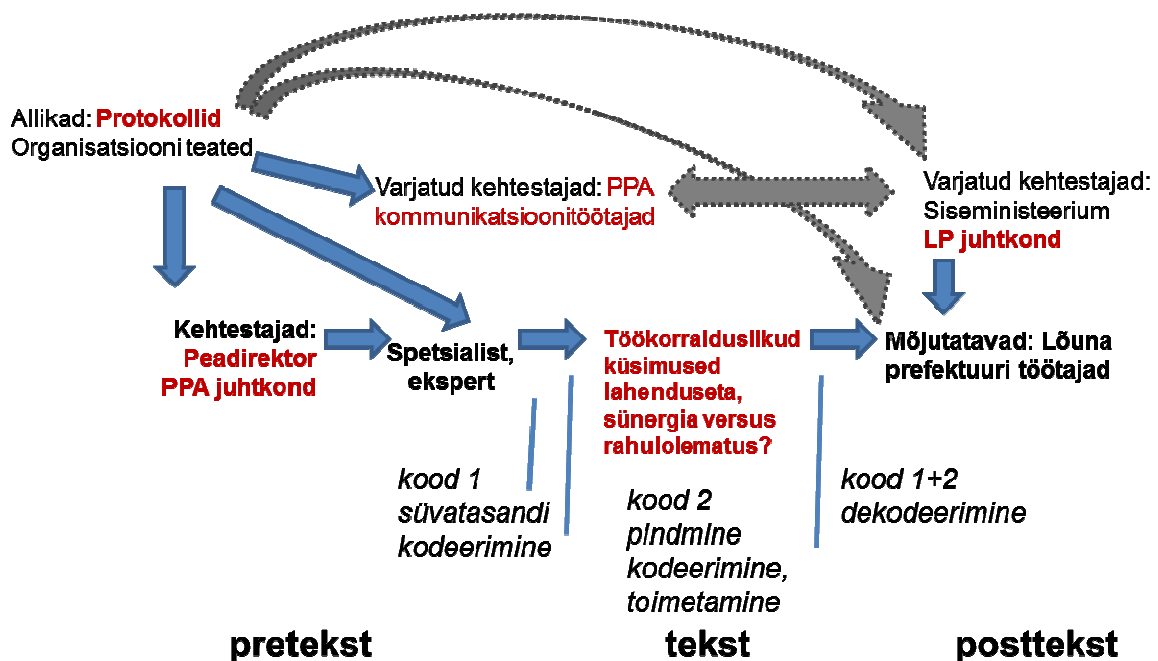 Allikad: Protokollid
Organisatsiooni teated
Varjatud kehtestajad: PPA
kommunikatsioonitöötajad
Varjatud kehtestajad:
Siseministeerium
LP juhtkond
Kehtestajad:
Peadirektor
PPA juhtkond
Spetsialist,
ekspert
Töökorralduslikud
küsimused
lahenduseta,
sünergia versus
rahulolematus?
Mõjutatavad: Lõuna
prefektuuri töötajad
kood 1
süvatasandi
kodeerimine
kood 2
pindmine
kodeerimine,
toimetamine
kood 1+2
dekodeerimine
pretekst
tekst
posttekst